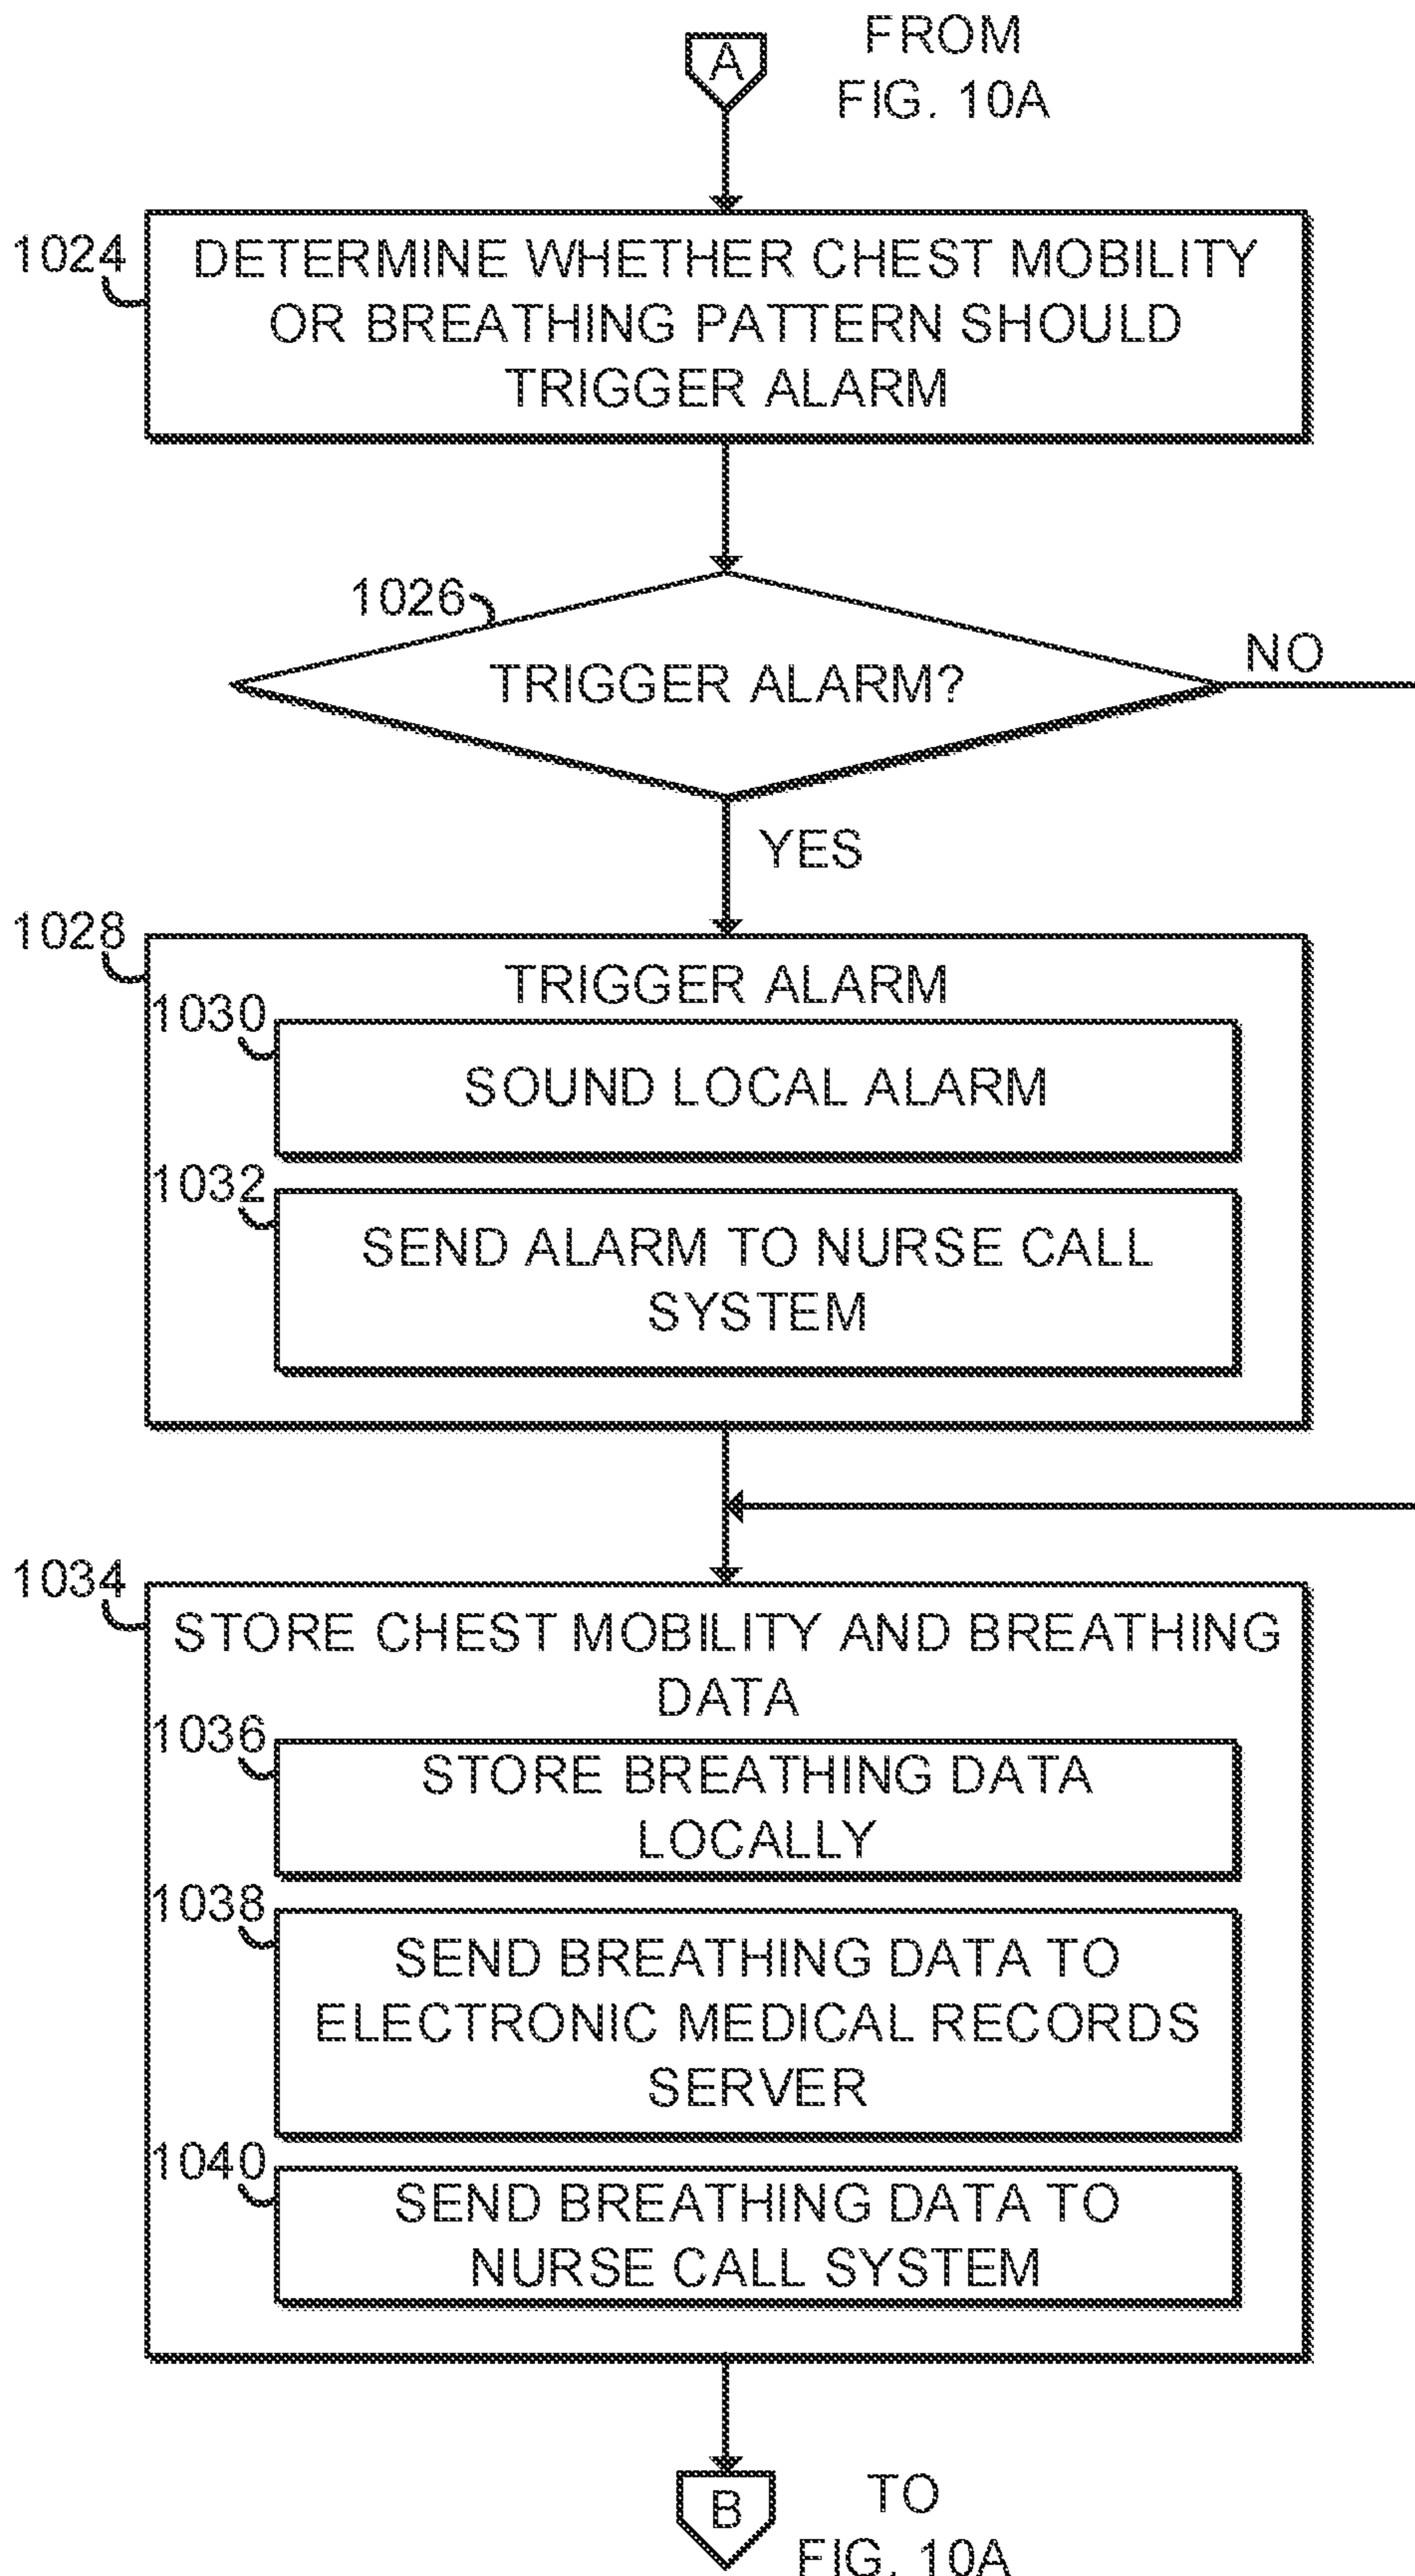 A
FROM
FIG. 10A
1024
DETERMINE WHETHER CHEST MOBILITY
OR BREATHING PATTERN SHOULD
TRIGGER ALARM
1026
TRIGGER ALARM?
NO
YES
1028
TRIGGER ALARM
1030
SOUND LOCAL ALARM
1032
SEND ALARM TO NURSE CALL
SYSTEM
1034
STORE CHEST MOBILITY AND BREATHING
DATA
1036
STORE BREATHING DATA
LOCALLY
1038
SEND BREATHING DATA TO
ELECTRONIC MEDICAL RECORDS
SERVER
1040
SEND BREATHING DATA TO
NURSE CALL SYSTEM
B
TO
FIG. 10A